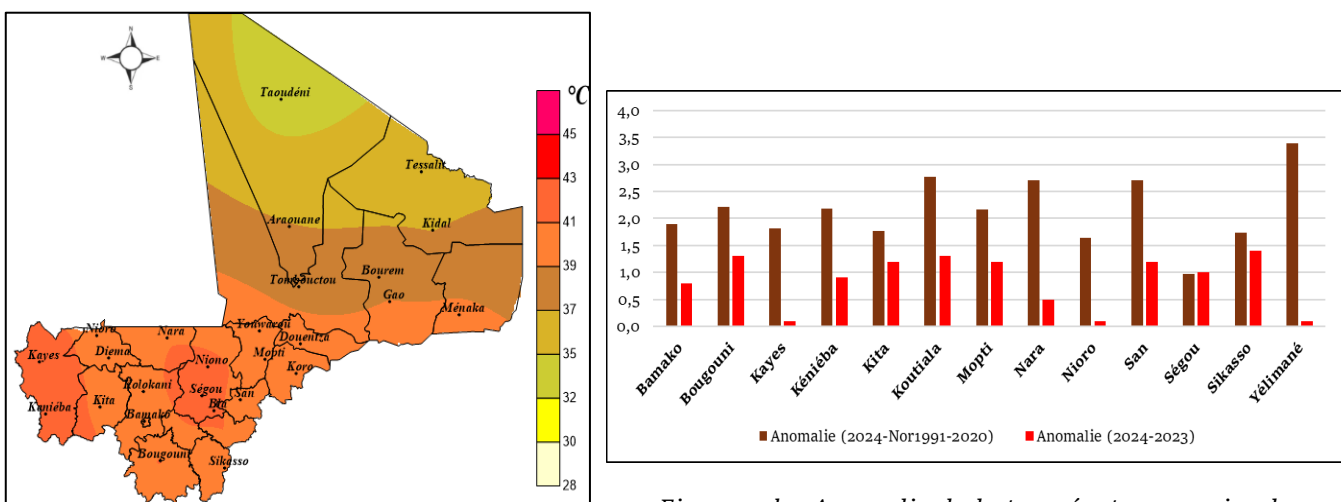 N
W E
S
°C
Taoudéni
45
Tessalit
43
Araouane
Kidal
41
Tombouctou
Bourem
39
Gao
Ménaka
37
Nioro
Nara
Youwarou
Douentza
Kayes
Diema
Niono
Mopti
35
Koro
Kolokani
Ségou
San
Kéniéba
Kita
Bla
32
Bamako
Bougouni
Sikasso
30
28
4,0
3,5
3,0
2,5
2,0
1,5
1,0
0,5
0,0
Bamako
Bougouni
Kayes
Kéniéba
Kita
Koutiala
Mopti
Nara
Nioro
San
Ségou
Sikasso
Yélimané
Anomalie (2024-Nor1991-2020) Anomalie (2024-2023)